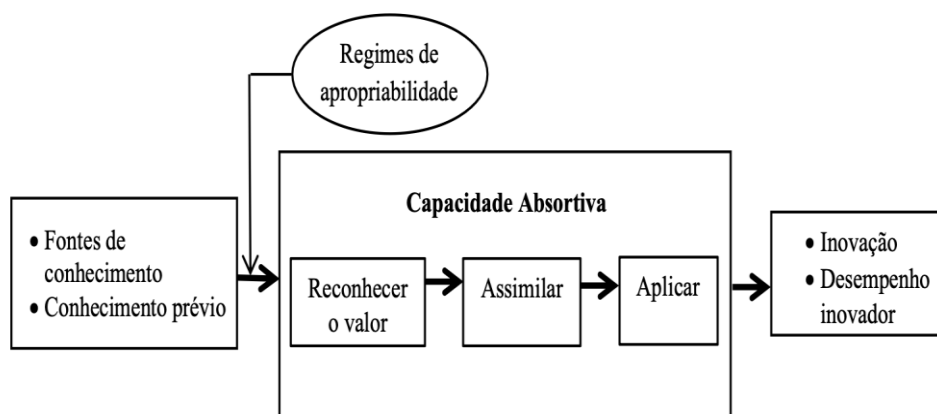 Regimes de
apropriabilidade
Capacidade Absortiva
• Fontes de
conhecimento
• Conhecimento prévio
Reconhecer
o valor
Assimilar
Aplicar
• Inovação
• Desempenho
inovador